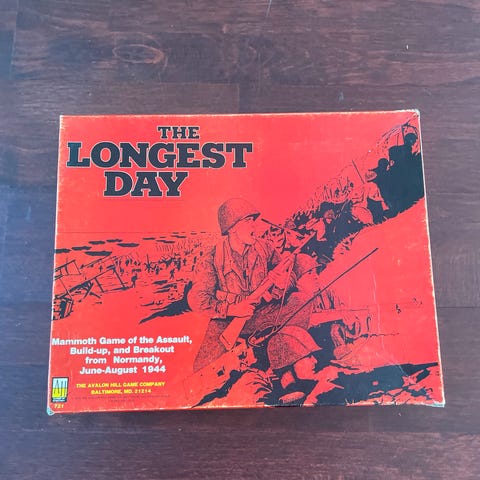 THE
LONGEST
DAY
Mammoth Game of the Assault,
Build-up, and Breakout
from Normandy,
June-August 1944
THE AVALON HILL GAME COMPANY
BALTIMORE, MD. 21214
721